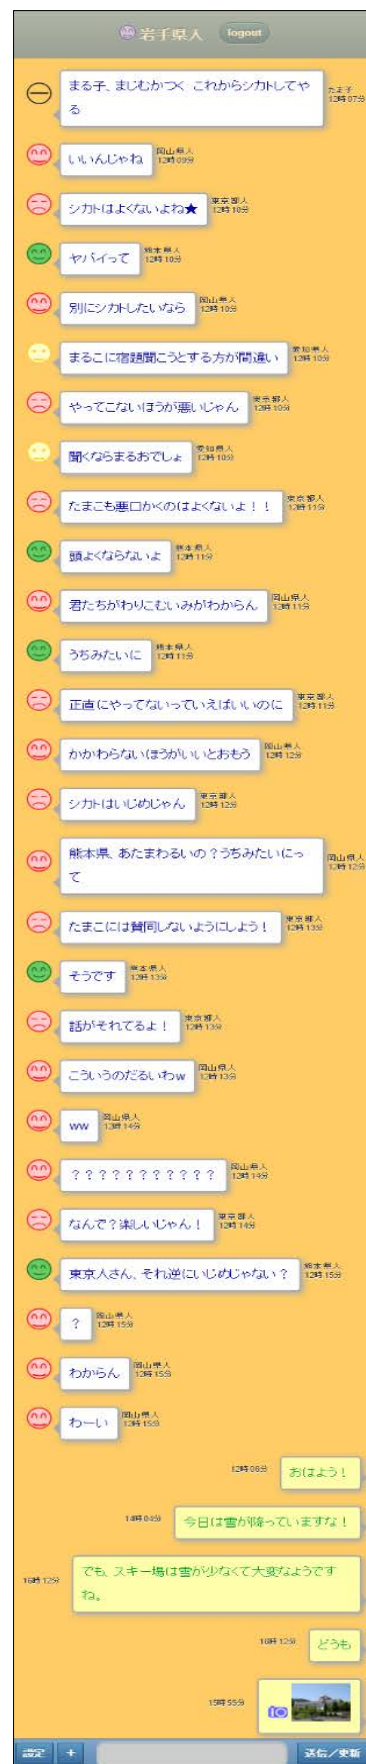 岩手県人 logout
まる子、まじむかつく これからシカトしてや
る
たま子
12時07分
いいんじゃね
岡山県人
12時09分
シカトはよくないよね★
東京都人
12時10分
ヤバイって
熊本県人
12時10分
別にシカトしたいなら
岡山県人
12時10分
まるこに宿題聞こうとする方が間違い
愛知県人
12時10分
やってこないほうが悪いじゃん
東京都人
12時10分
聞くならまるおでしょ
愛知県人
12時10分
たまこも悪口かくのはよくないよ！！
東京都人
12時11分
頭よくならないよ
熊本県人
12時11分
君たちがわりこむいみがわからん
岡山県人
12時11分
うちみたいに
熊本県人
12時11分
正直にやってないっていえばいいのに
東京都人
12時11分
かかわらないほうがいいとおもう
岡山県人
12時12分
シカトはいじめじゃん
東京都人
12時12分
熊本県、あたまわるいの？うちみたいにっ
て
岡山県人
12時12分
たまこには賛同しないようにしよう！
東京都人
12時13分
そうです
熊本県人
12時13分
話がそれてるよ！
東京都人
12時13分
こういうのだるいわw
岡山県人
12時13分
ww
岡山県人
12時14分
？？？？？？？？？？？
岡山県人
12時14分
なんで？楽しいじゃん！
東京都人
12時14分
東京人さん、それ逆にいじめじゃない？
熊本県人
12時15分
？
岡山県人
12時15分
わからん
岡山県人
12時15分
わーい
岡山県人
12時15分
12時06分 おはよう！
14時04分 今日は雪が降っていますな！
16時12分
でも、スキー場は雪が少なくて大変なようです
ね。
16時12分 どうも
15時55分
設定 + 送信／更新